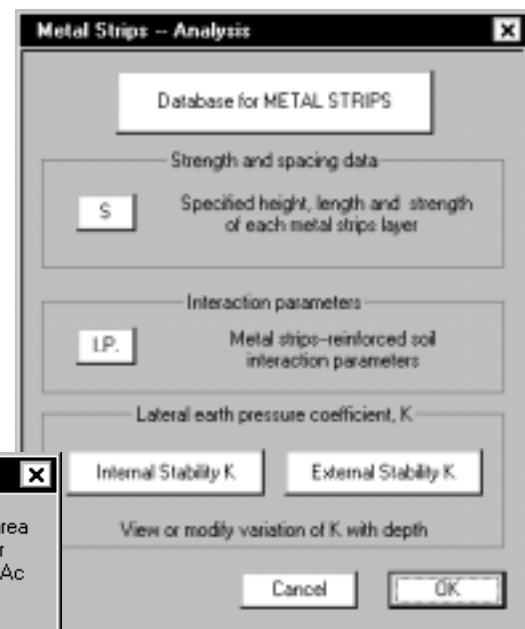 Metal Strips -- Analysis
Database for METAL STRIPS
Strength and spacing data
S
Specified height, length and strength
of each metal strips layer
Interaction parameters
I.P.
Metal strips-reinforced soil
interaction parameters
Lateral earth pressure coefficient, K
Internal Stability K
External Stability K
View or modify variation of K with depth
Cancel
OK
Ac